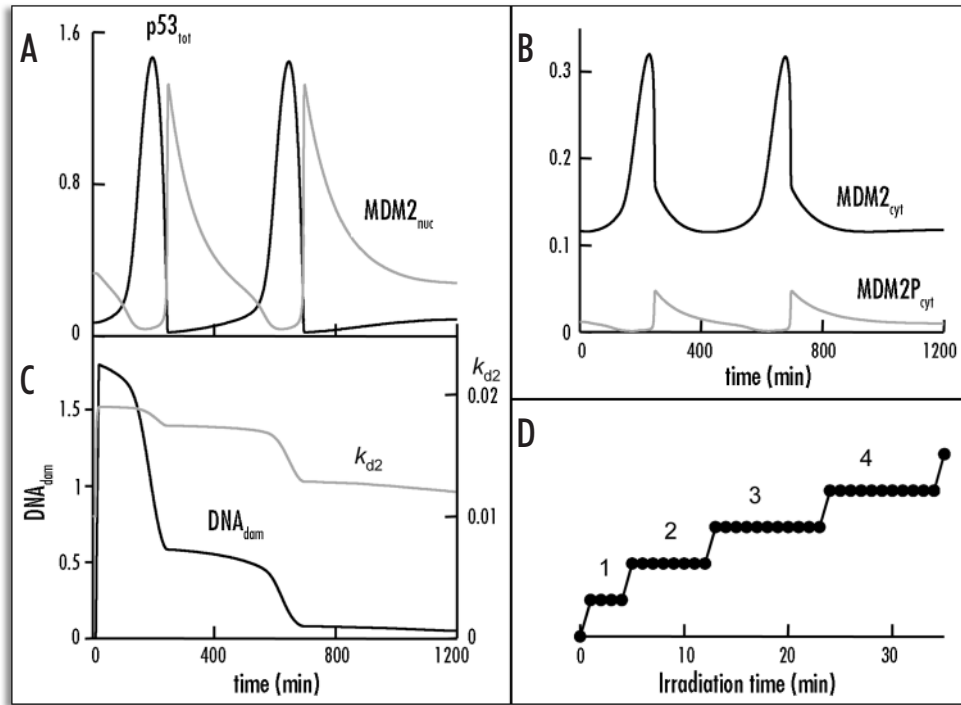 A
p53tot
1.6
0.8
0
MDM2nuc
B
0.3
0.2
0.1
0
MDM2cyt
MDM2Pcyt
0 400 800 1200
time (min)
C
kd2
0.02
0.01
0
1.5
1
0.5
0
DNAdam
kd2
DNAdam
0 400 800 1200
time (min)
D
1
2
3
4
0 10 20 30
Irradiation time (min)